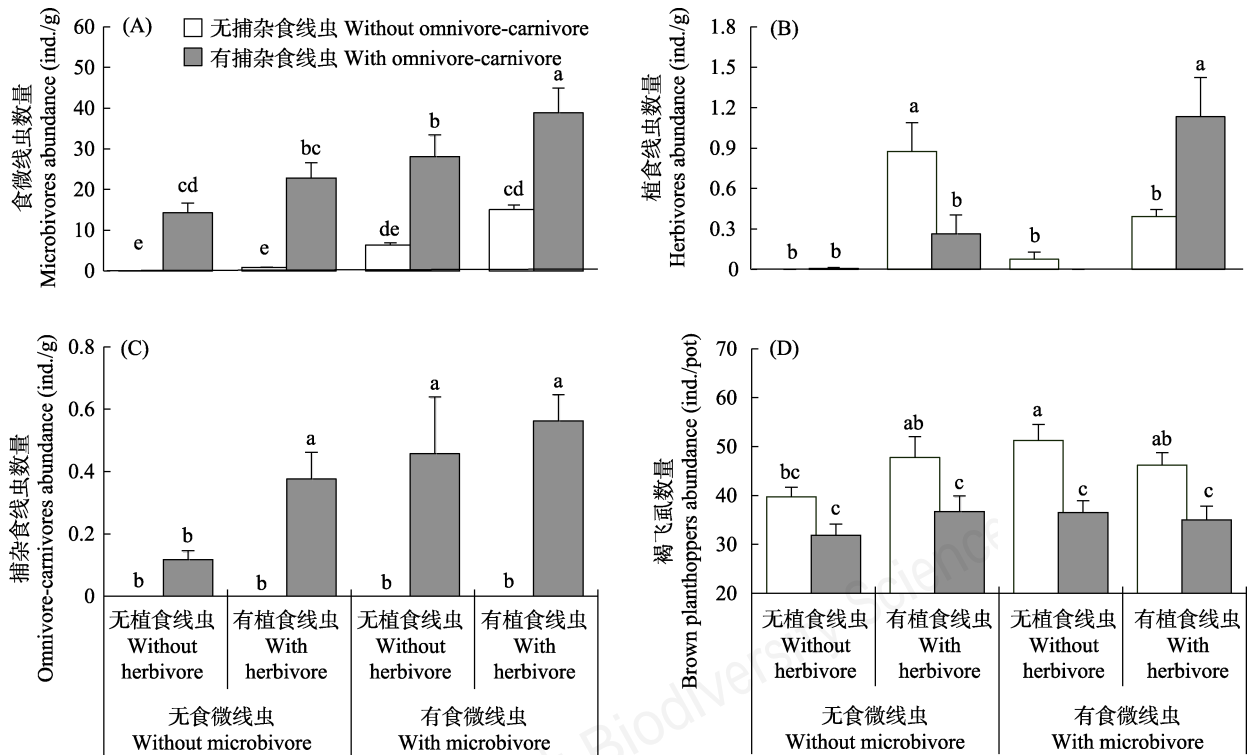 (A)
无捕杂食线虫 Without omnivore-carnivore
有捕杂食线虫 With omnivore-carnivore
食微线虫数量
Microbivores abundance (ind./g)
60
50
40
30
20
10
0
e
cd
e
bc
de
b
cd
a
(B)
植食线虫数量
Herbivores abundance (ind./g)
1.8
1.5
1.2
0.9
0.6
0.3
0
b
b
a
b
b
b
a
(C)
捕杂食线虫数量
Omnivore-carnivores abundance (ind./g)
0.8
0.6
0.4
0.2
0
b
b
b
a
b
a
b
a
无植食线虫 有植食线虫 无植食线虫 有植食线虫
Without With Without With
herbivore herbivore herbivore herbivore
无食微线虫 有食微线虫
Without microbivore With microbivore
(D)
褐飞虱数量
Brown planthoppers abundance (ind./pot)
70
60
50
40
30
20
bc
c
ab
c
a
c
ab
c
无植食线虫 有植食线虫 无植食线虫 有植食线虫
Without With Without With
herbivore herbivore herbivore herbivore
无食微线虫 有食微线虫
Without microbivore With microbivore
Biodiversity Science